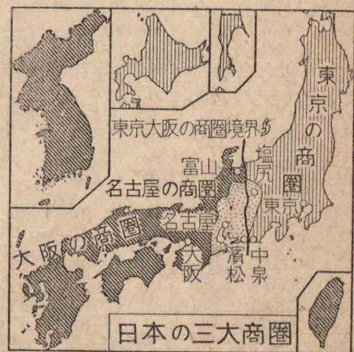 東京の商圏
東京大阪の商圏境界
塩尻
富山
名古屋の商圏
東京
名古屋
大阪の商圏
大阪
濱松
中泉
日本の三大商圏